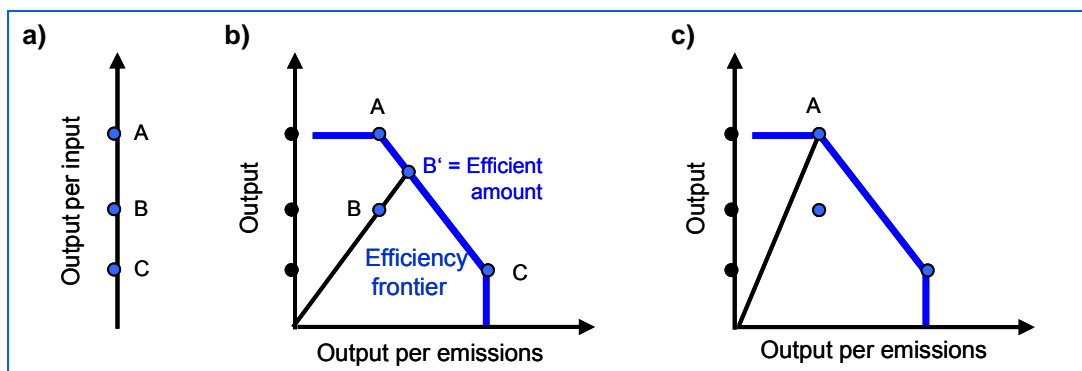 a)
Output per input
A
B
C
b)
Output
A
B‘ = Efficient
amount
B
Efficiency
frontier
C
Output per emissions
c)
Output
A
Output per emissions